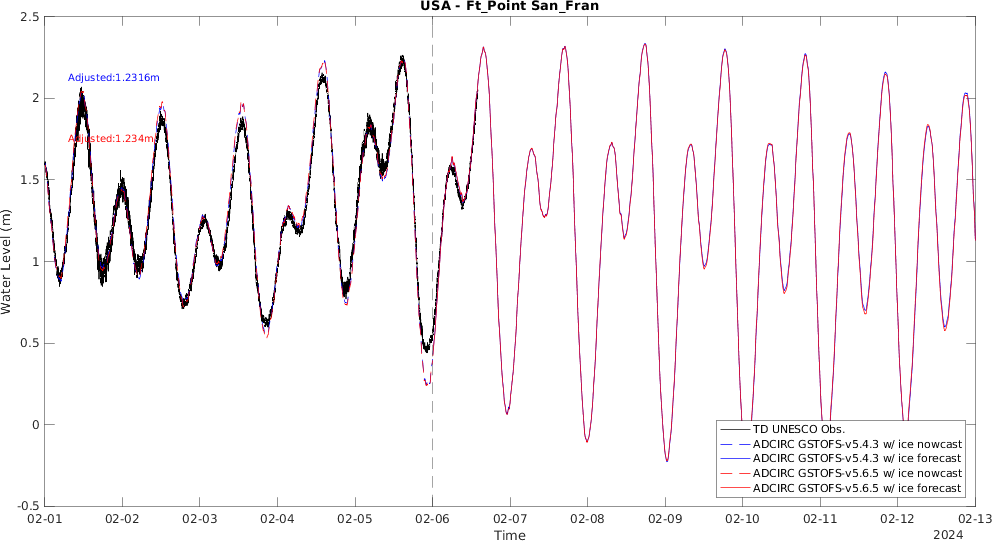 USA - Ft_Point San_Fran
2.5
2
1.5
1
0.5
0
-0.5
Water Level (m)
Adjusted:1.2316m
Adjusted:1.234m
TD UNESCO Obs.
ADCIRC GSTOFS-v5.4.3 w/ ice nowcast
ADCIRC GSTOFS-v5.4.3 w/ ice forecast
ADCIRC GSTOFS-v5.6.5 w/ ice nowcast
ADCIRC GSTOFS-v5.6.5 w/ ice forecast
02-01 02-02 02-03 02-04 02-05 02-06 02-07 02-08 02-09 02-10 02-11 02-12 02-13
Time
2024